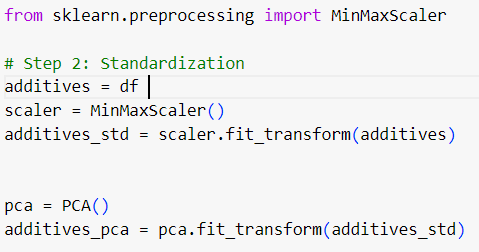 from sklearn.preprocessing import MinMaxScaler
# Step 2: Standardization
additives = df
scaler = MinMaxScaler()
additives_std = scaler.fit_transform(additives)
pca = PCA()
additives_pca = pca.fit_transform(additives_std)